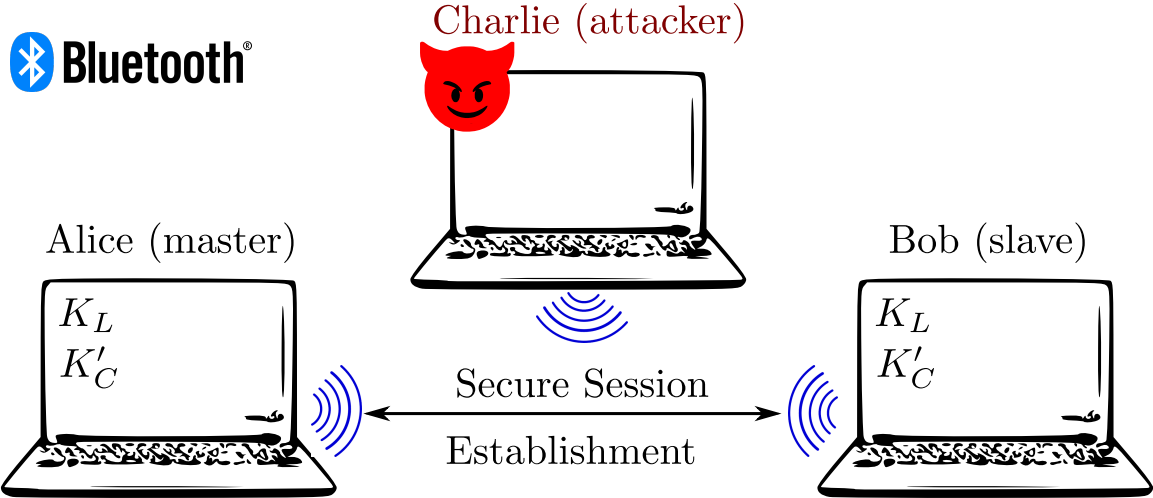 Charlie (attacker)
Bluetooth®
Alice (master)
Bob (slave)
K_L
K'_C
K_L
K'_C
Secure Session
Establishment